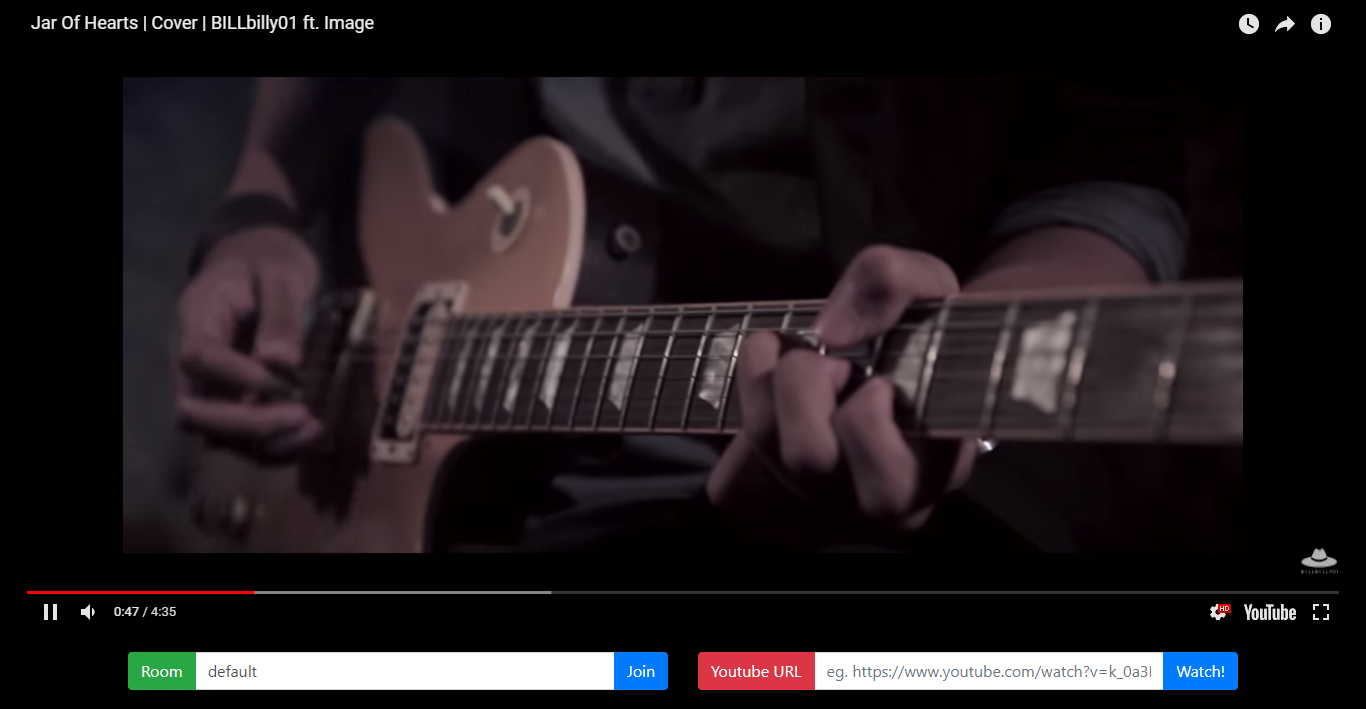 Jar Of Hearts | Cover | BILLbilly01 ft. Image
BILLBILLY01
0:47 / 4:35
HD
YouTube
Room
default
Join
Youtube URL
eg. https://www.youtube.com/watch?v=k_0a3
Watch!